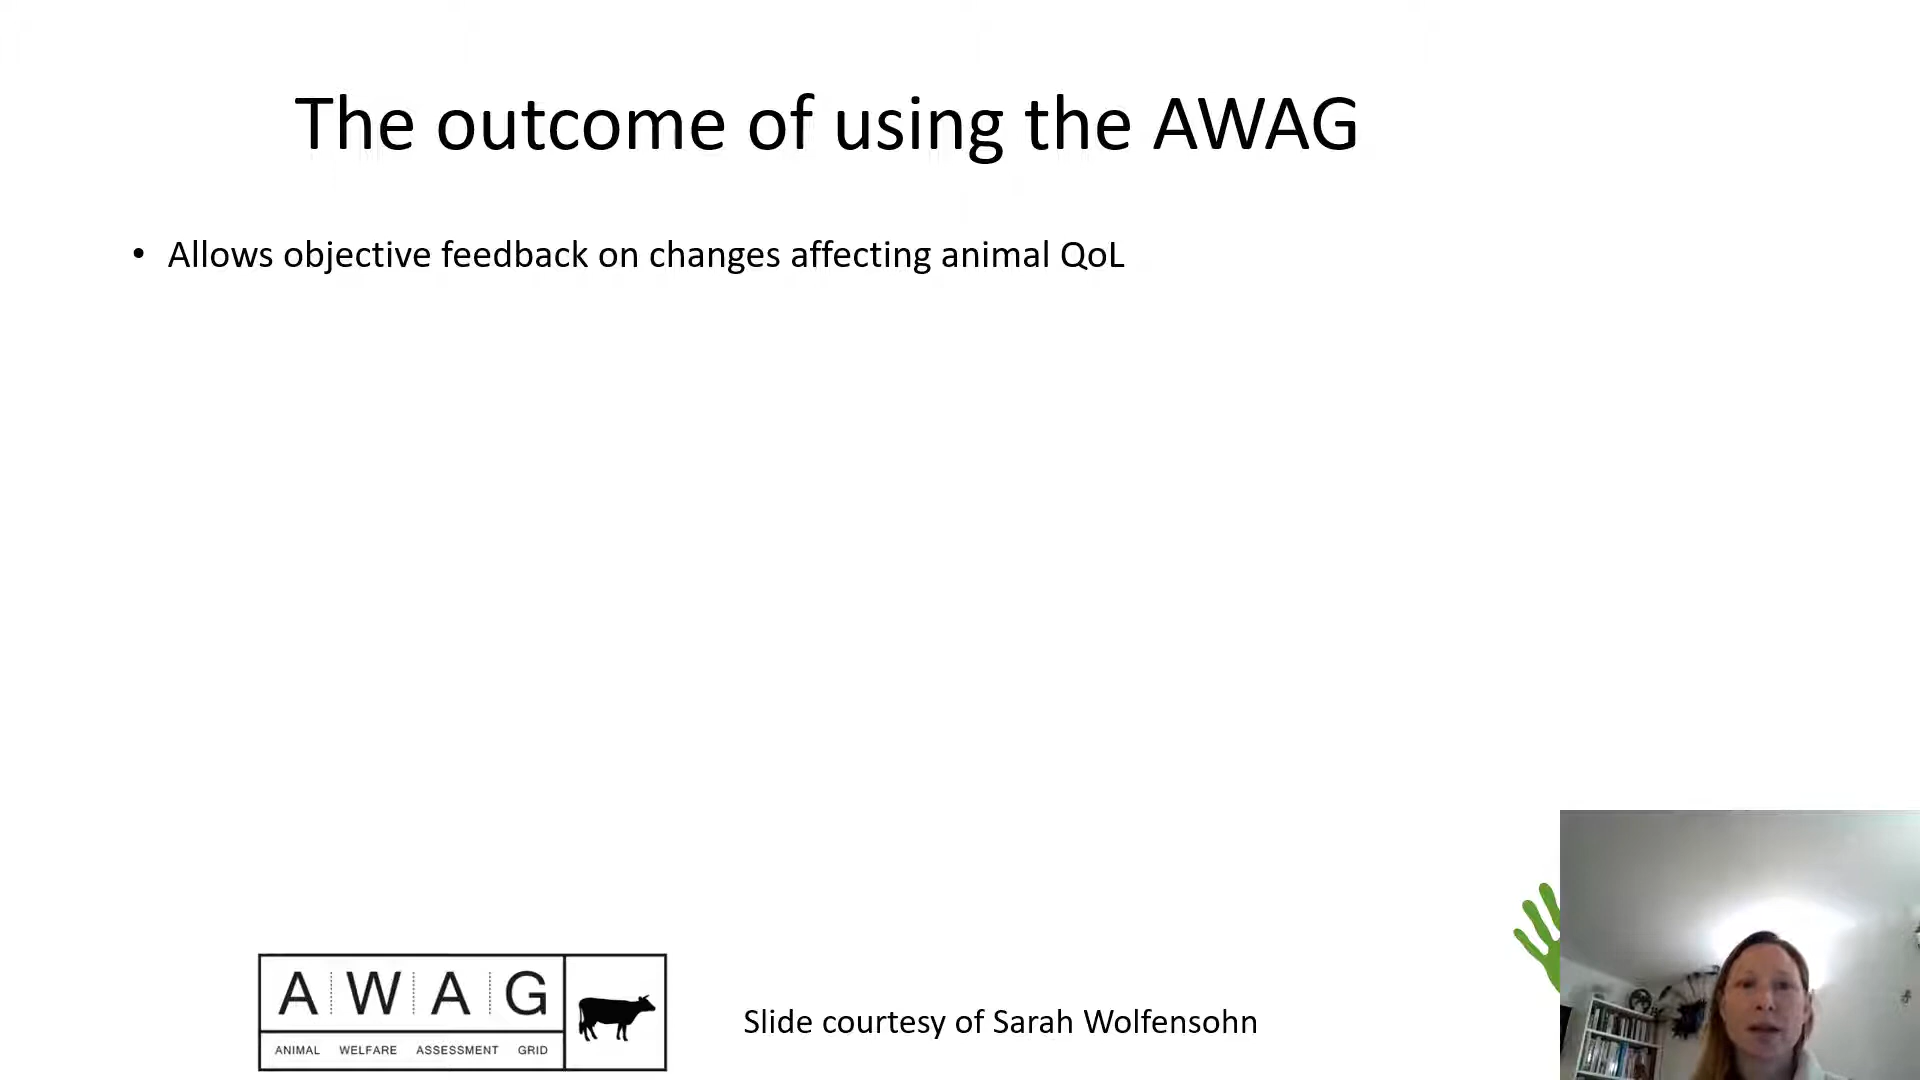 The outcome of using the AWAG
• Allows objective feedback on changes affecting animal QoL
A W A G
ANIMAL WELFARE ASSESSMENT GRID
Slide courtesy of Sarah Wolfensohn